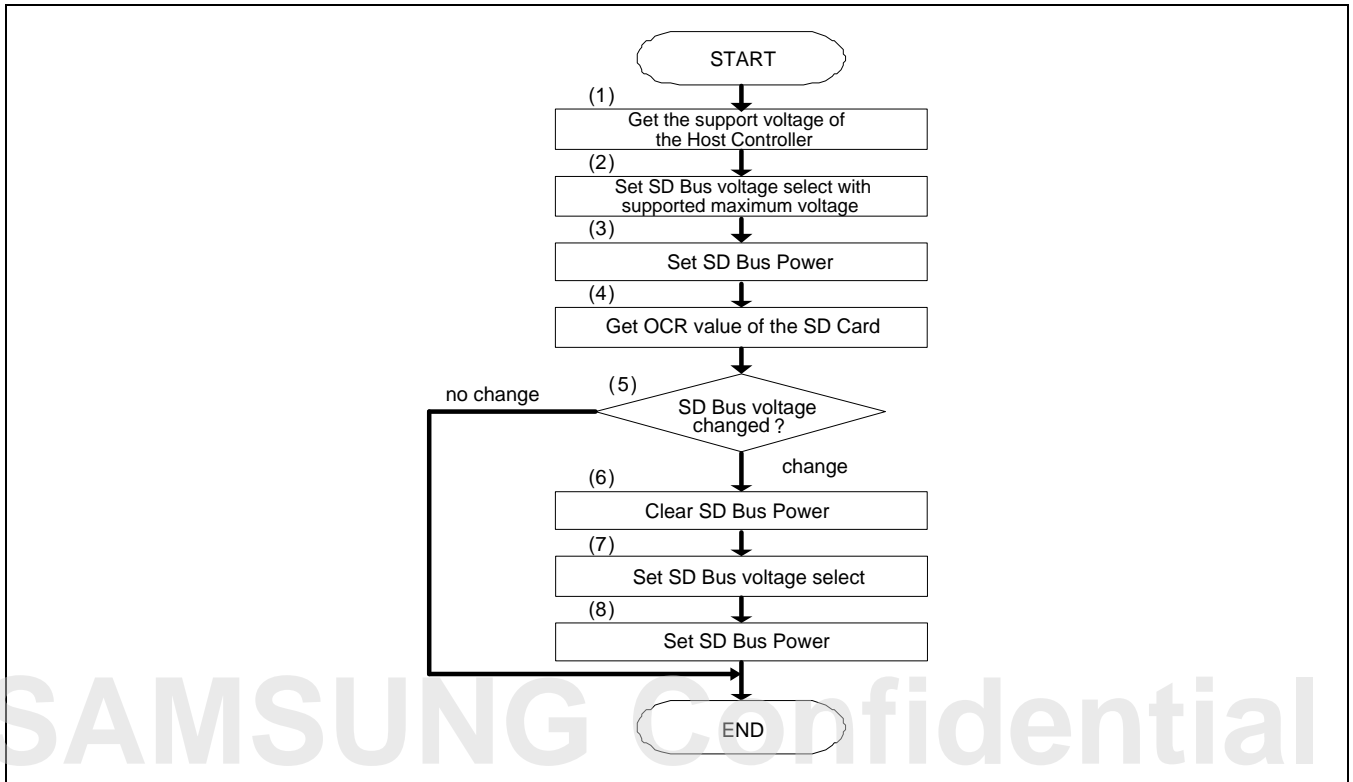 START
(1)
Get the support voltage of
the Host Controller
(2)
Set SD Bus voltage select with
supported maximum voltage
(3)
Set SD Bus Power
(4)
Get OCR value of the SD Card
(5)
no change
SD Bus voltage
changed ?
change
(6)
Clear SD Bus Power
(7)
Set SD Bus voltage select
(8)
Set SD Bus Power
SAMSUNG Confidential
END